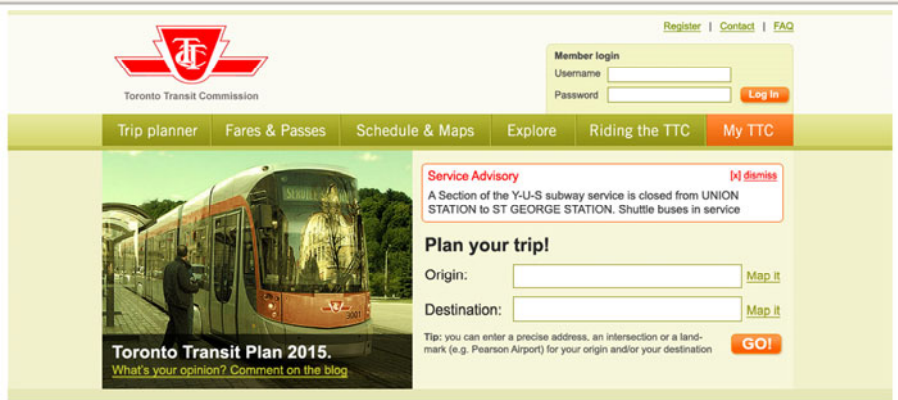 Register | Contact | FAQ
TTC
Toronto Transit Commission
Member login
Username
Password
Log In
Trip planner
Fares & Passes
Schedule & Maps
Explore
Riding the TTC
My TTC
Service Advisory
[x] dismiss
A Section of the Y-U-S subway service is closed from UNION
STATION to ST GEORGE STATION. Shuttle buses in service
Plan your trip!
Origin:
Map it
Destination:
Map it
Tip: you can enter a precise address, an intersection or a land-
mark (e.g. Pearson Airport) for your origin and/or your destination
GO!
3001
Toronto Transit Plan 2015.
What's your opinion? Comment on the blog